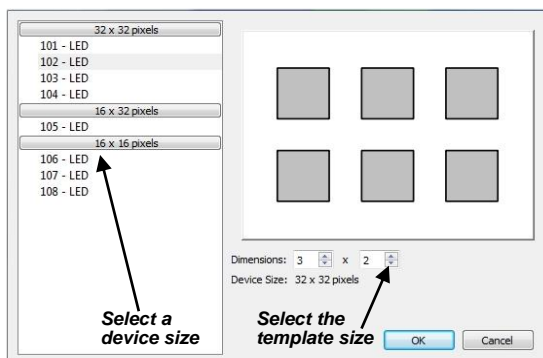 32 x 32 pixels
101 - LED
102 - LED
103 - LED
104 - LED
16 x 32 pixels
105 - LED
16 x 16 pixels
106 - LED
107 - LED
108 - LED
Dimensions: 3 x 2
Device Size: 32 x 32 pixels
Select a
device size
Select the
template size
OK
Cancel